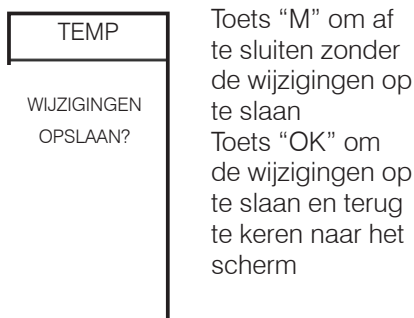 TEMP
WIJZIGINGEN
OPSLAAN?
Toets “M” om af
te sluiten zonder
de wijzigingen op
te slaan
Toets “OK” om
de wijzigingen op
te slaan en terug
te keren naar het
scherm